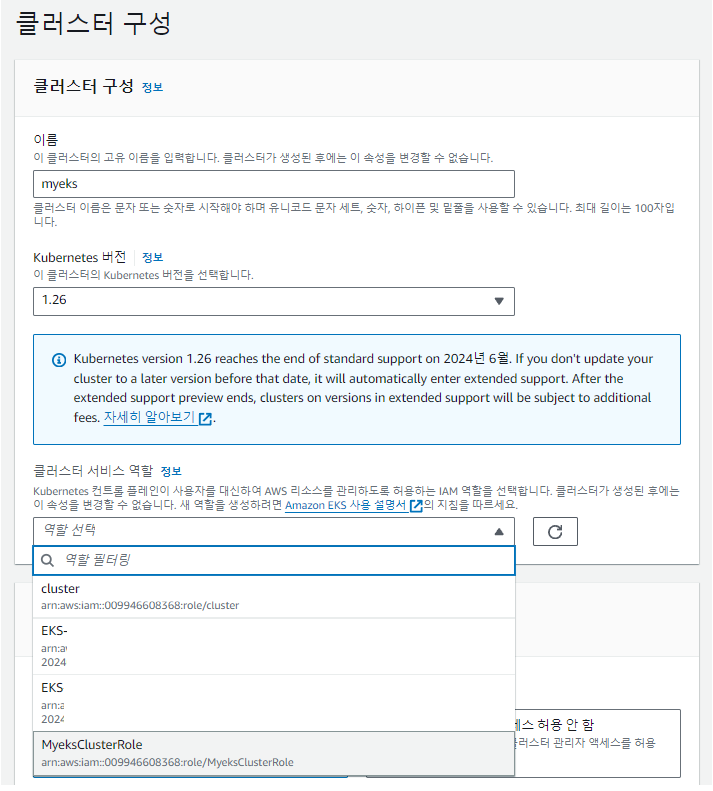 클러스터 구성
클러스터 구성 정보
이름
이 클러스터의 고유 이름을 입력합니다. 클러스터가 생성된 후에는 이 속성을 변경할 수 없습니다.
myeks
클러스터 이름은 문자 또는 숫자로 시작해야 하며 유니코드 문자 세트, 숫자, 하이픈 및 밑줄을 사용할 수 있습니다. 최대 길이는 100자입
니다.
Kubernetes 버전 정보
이 클러스터의 Kubernetes 버전을 선택합니다.
1.26
Kubernetes version 1.26 reaches the end of standard support on 2024년 6월. If you don't update your
cluster to a later version before that date, it will automatically enter extended support. After the
extended support preview ends, clusters on versions in extended support will be subject to additional
fees. 자세히 알아보기.
클러스터 서비스 역할 정보
Kubernetes 컨트롤 플레인이 사용자를 대신하여 AWS 리소스를 관리하도록 허용하는 IAM 역할을 선택합니다. 클러스터가 생성된 후에는
이 속성을 변경할 수 없습니다. 새 역할을 생성하려면 Amazon EKS 사용 설명서의 지침을 따르세요.
역할 선택
역할 필터링
cluster
arn:aws:iam::009946608368:role/cluster
EKS-
arn:a
2024
EKS
arn:a
2024
MyeksClusterRole
arn:aws:iam::009946608368:role/MyeksClusterRole
세스 허용 안 함
클러스터 관리자 액세스를 허용